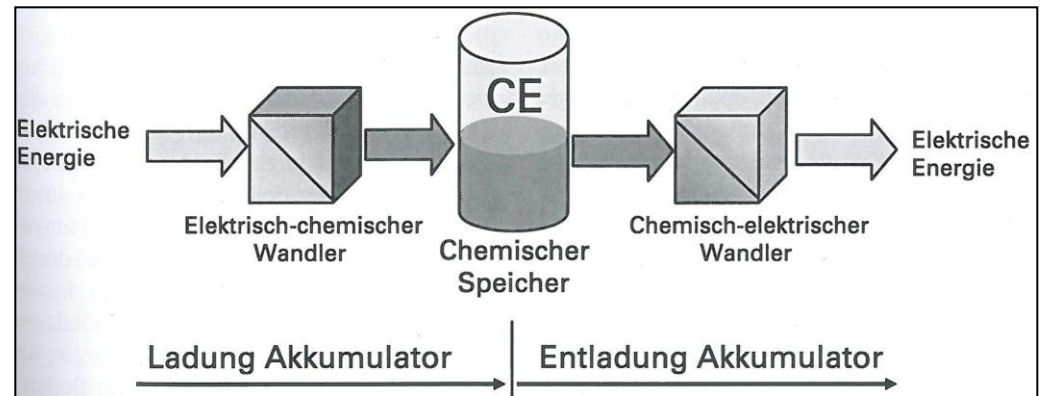 CE
Elektrische
Energie
Elektrisch-chemischer
Wandler
Chemischer
Speicher
Chemisch-elektrischer
Wandler
Elektrische
Energie
Ladung Akkumulator
Entladung Akkumulator